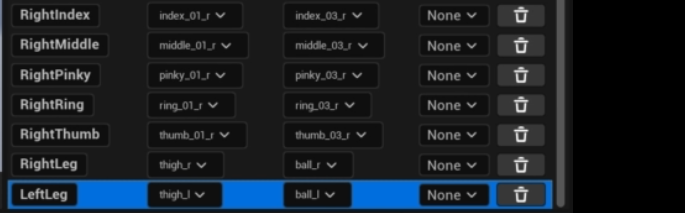 RightIndex index_01_r index_03_r None
RightMiddle middle_01_r middle_03_r None
RightPinky pinky_01_r pinky_03_r None
RightRing ring_01_r ring_03_r None
RightThumb thumb_01_r thumb_03_r None
RightLeg thigh_r ball_r None
LeftLeg thigh_l ball_l None